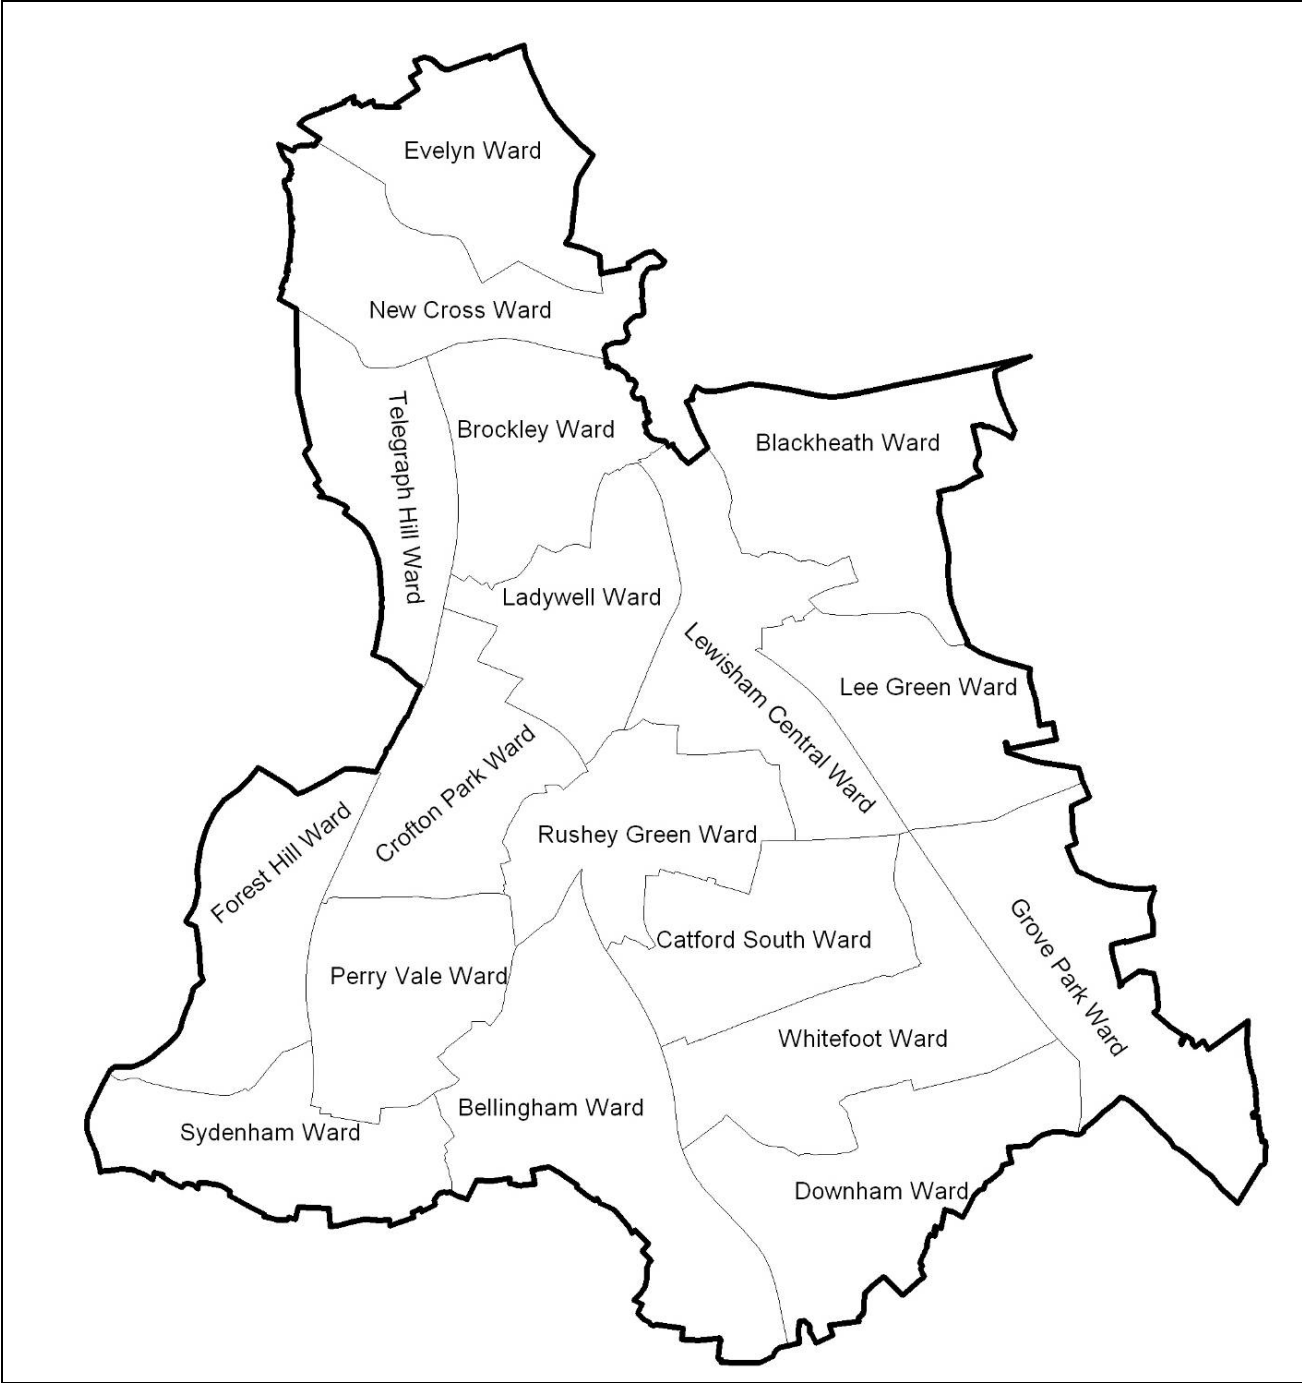 Evelyn Ward
New Cross Ward
Telegraph Hill Ward
Brockley Ward
Blackheath Ward
Ladywell Ward
Lewisham Central Ward
Lee Green Ward
Crofton Park Ward
Forest Hill Ward
Rushey Green Ward
Catford South Ward
Grove Park Ward
Perry Vale Ward
Whitefoot Ward
Bellingham Ward
Sydenham Ward
Downham Ward